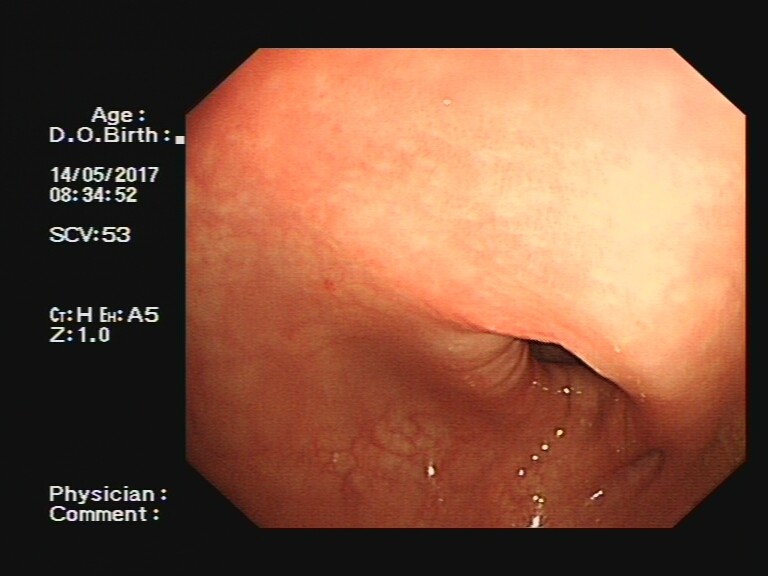 Age:
D.O.Birth:
14/05/2017
08:34:52
SCV:53
CT:H EH:A5
Z:1.0
Physician:
Comment: